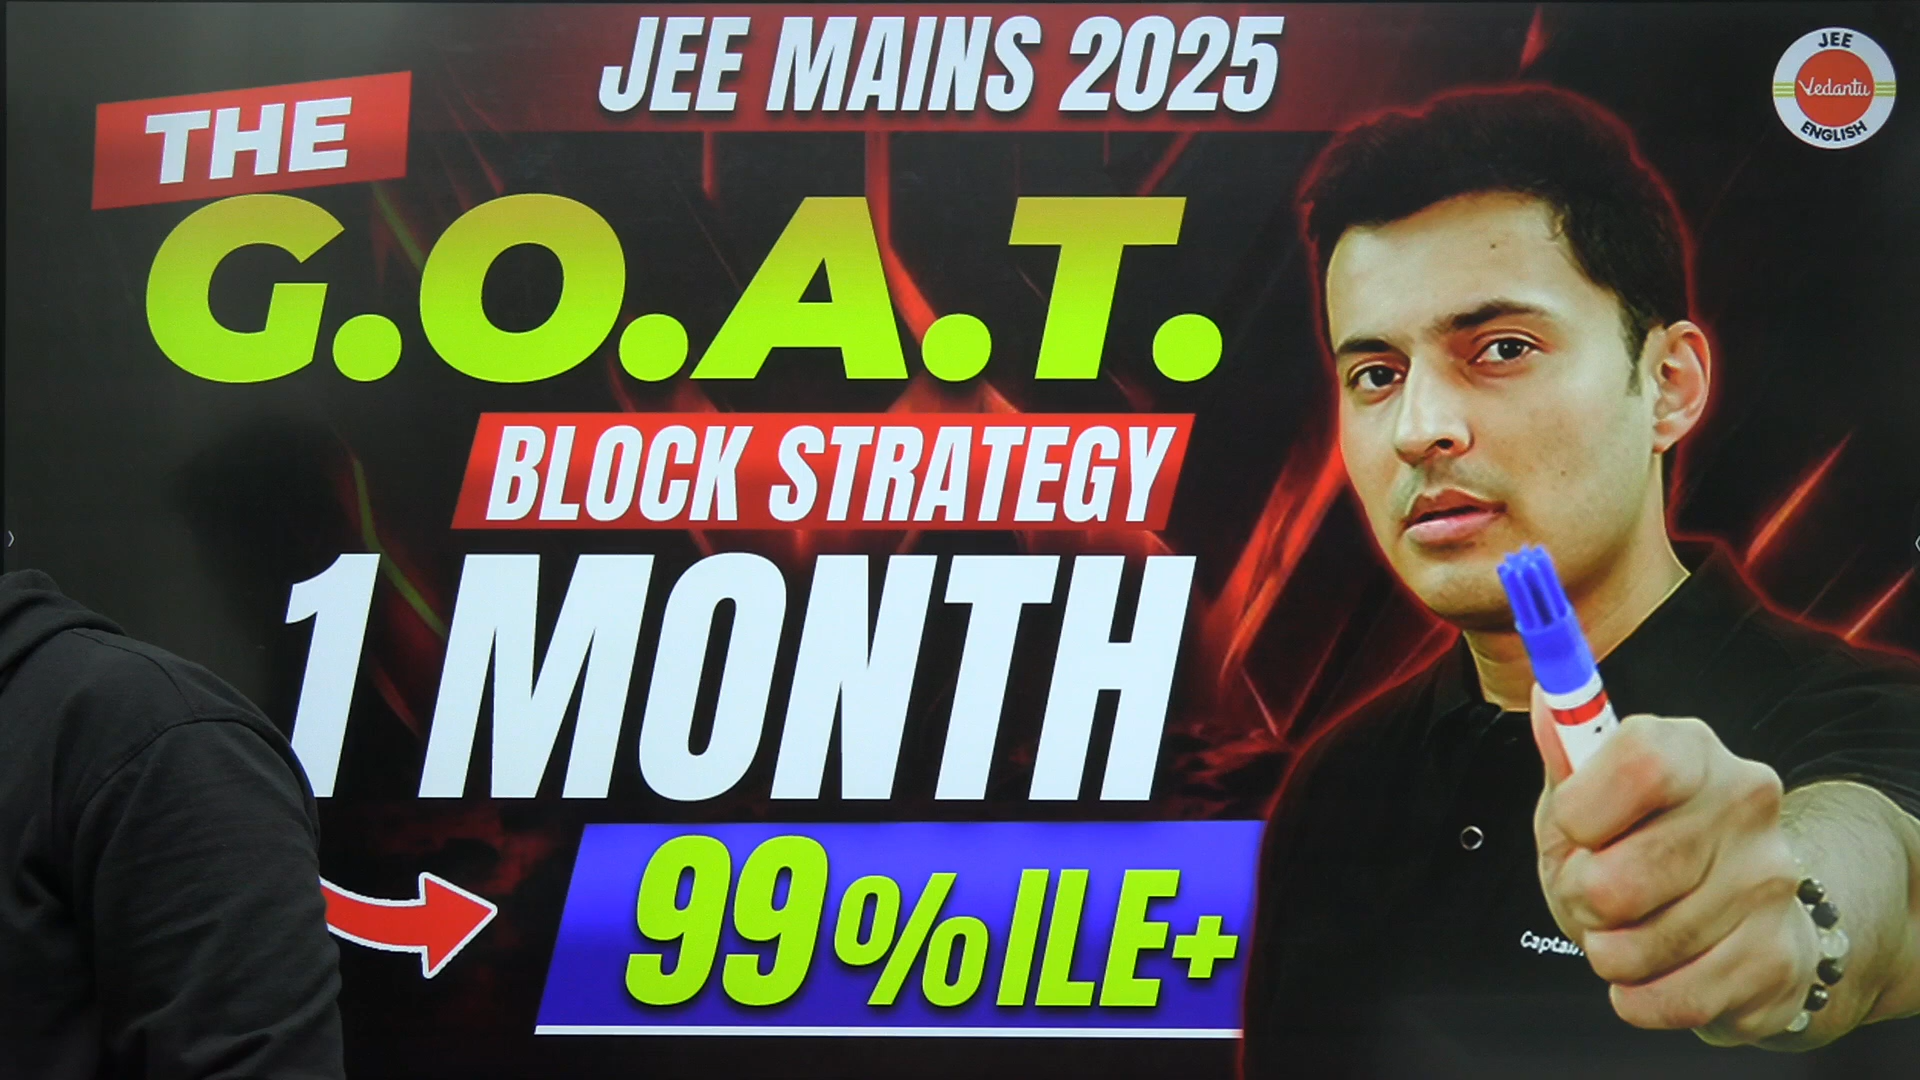 JEE MAINS 2025
THE
G.O.A.T.
BLOCK STRATEGY
1 MONTH
99%ILE+
JEE
Vedantu
ENGLISH